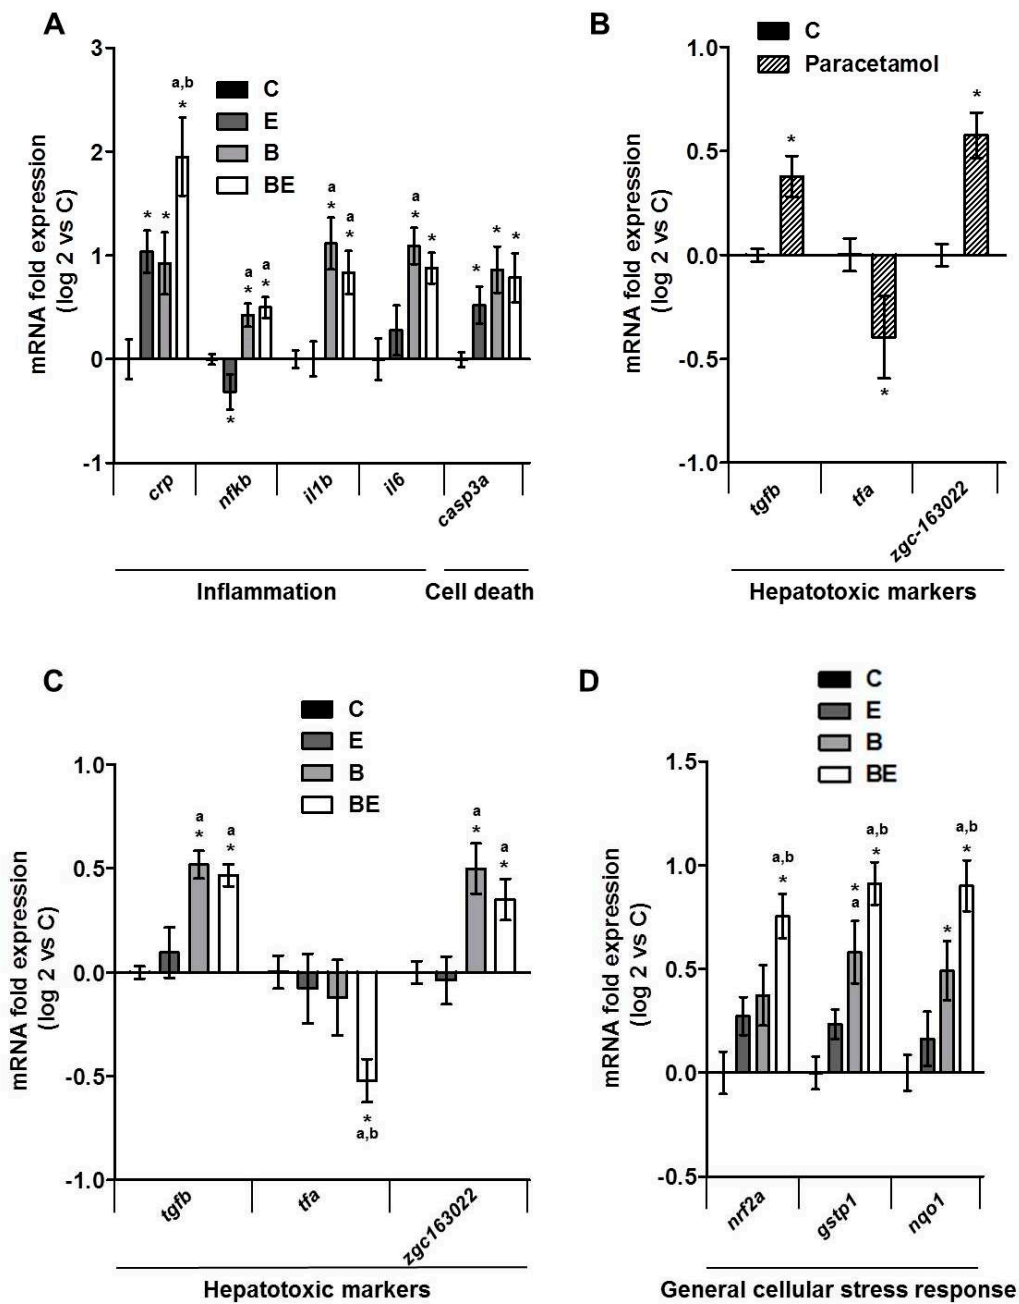 A
mRNA fold expression
(log 2 vs C)
3
2
1
0
-1
C
E
B
BE
* * a,b *
* a * a *
a * a *
a * *
* * *
crp nfkb il1b il6 casp3a
Inflammation Cell death
B
mRNA fold expression
(log 2 vs C)
1.0
0.5
0.0
-0.5
-1.0
C
Paracetamol
* * *
tgfb tfa zgc-163022
Hepatotoxic markers
C
mRNA fold expression
(log 2 vs C)
1.0
0.5
0.0
-0.5
-1.0
C
E
B
BE
a * a *
* a,b
a * a *
tgfb tfa zgc163022
Hepatotoxic markers
D
mRNA fold expression
(log 2 vs C)
1.5
1.0
0.5
0.0
-0.5
C
E
B
BE
a,b *
* a a,b *
* a,b *
nrf2a gstp1 nqo1
General cellular stress response